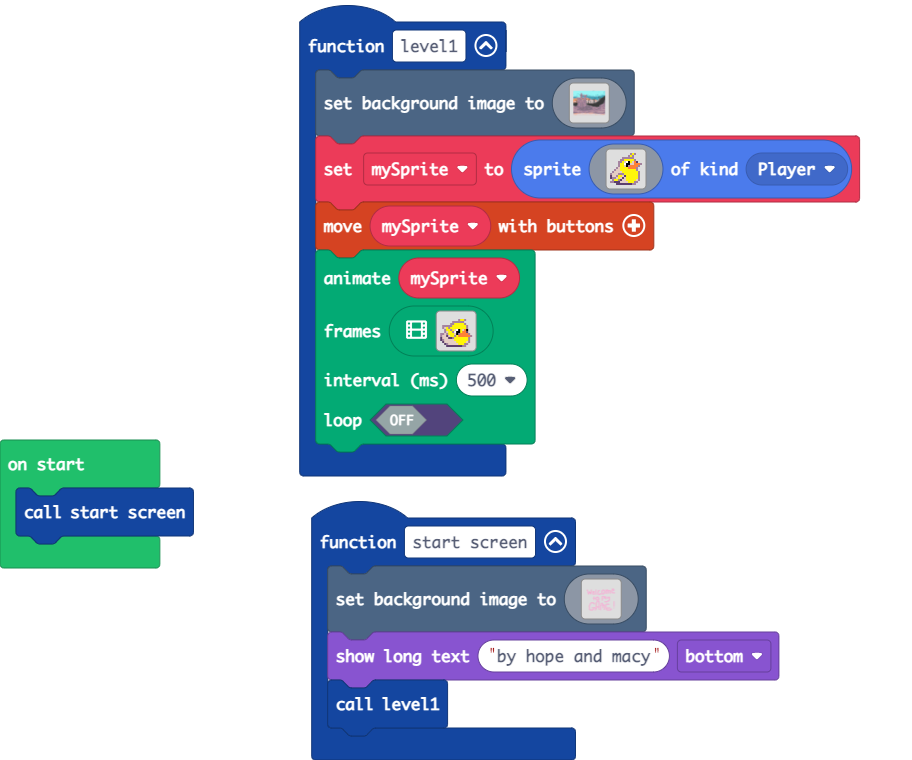 function level1
set background image to
set mySprite to sprite of kind Player
move mySprite with buttons
animate mySprite
frames
interval (ms) 500
loop OFF
on start
call start screen
function start screen
set background image to
show long text "by hope and macy" bottom
call level1